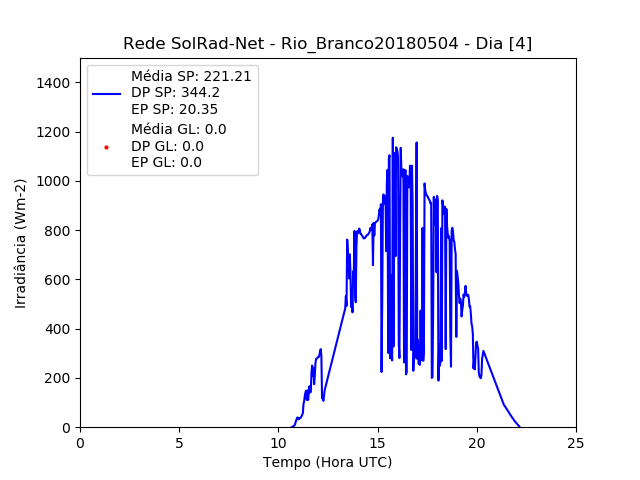 Rede SolRad-Net - Rio_Branco20180504 - Dia [4]
Média SP: 221.21
DP SP: 344.2
EP SP: 20.35
Média GL: 0.0
DP GL: 0.0
EP GL: 0.0
1400
1200
1000
800
600
400
200
0
Irradiância (Wm-2)
0 5 10 15 20 25
Tempo (Hora UTC)